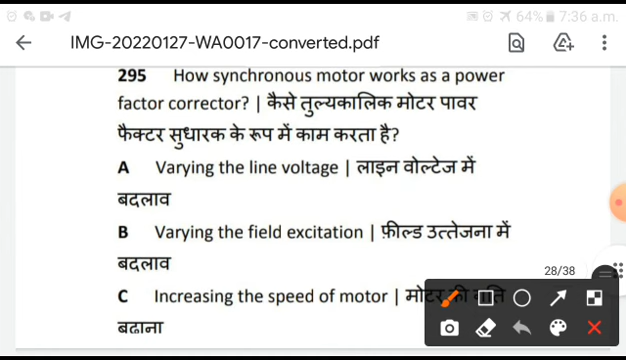 64% 7:36 a.m.
IMG-20220127-WA0017-converted.pdf
295 How synchronous motor works as a power
factor corrector? | कैसे तुल्यकालिक मोटर पावर
फैक्टर सुधारक के रूप में काम करता है?
A Varying the line voltage | लाइन वोल्टेज में
बदलाव
B Varying the field excitation | फ़ील्ड उत्तेजना में
बदलाव
28/38
C Increasing the speed of motor | मोटर की गति
बढाना